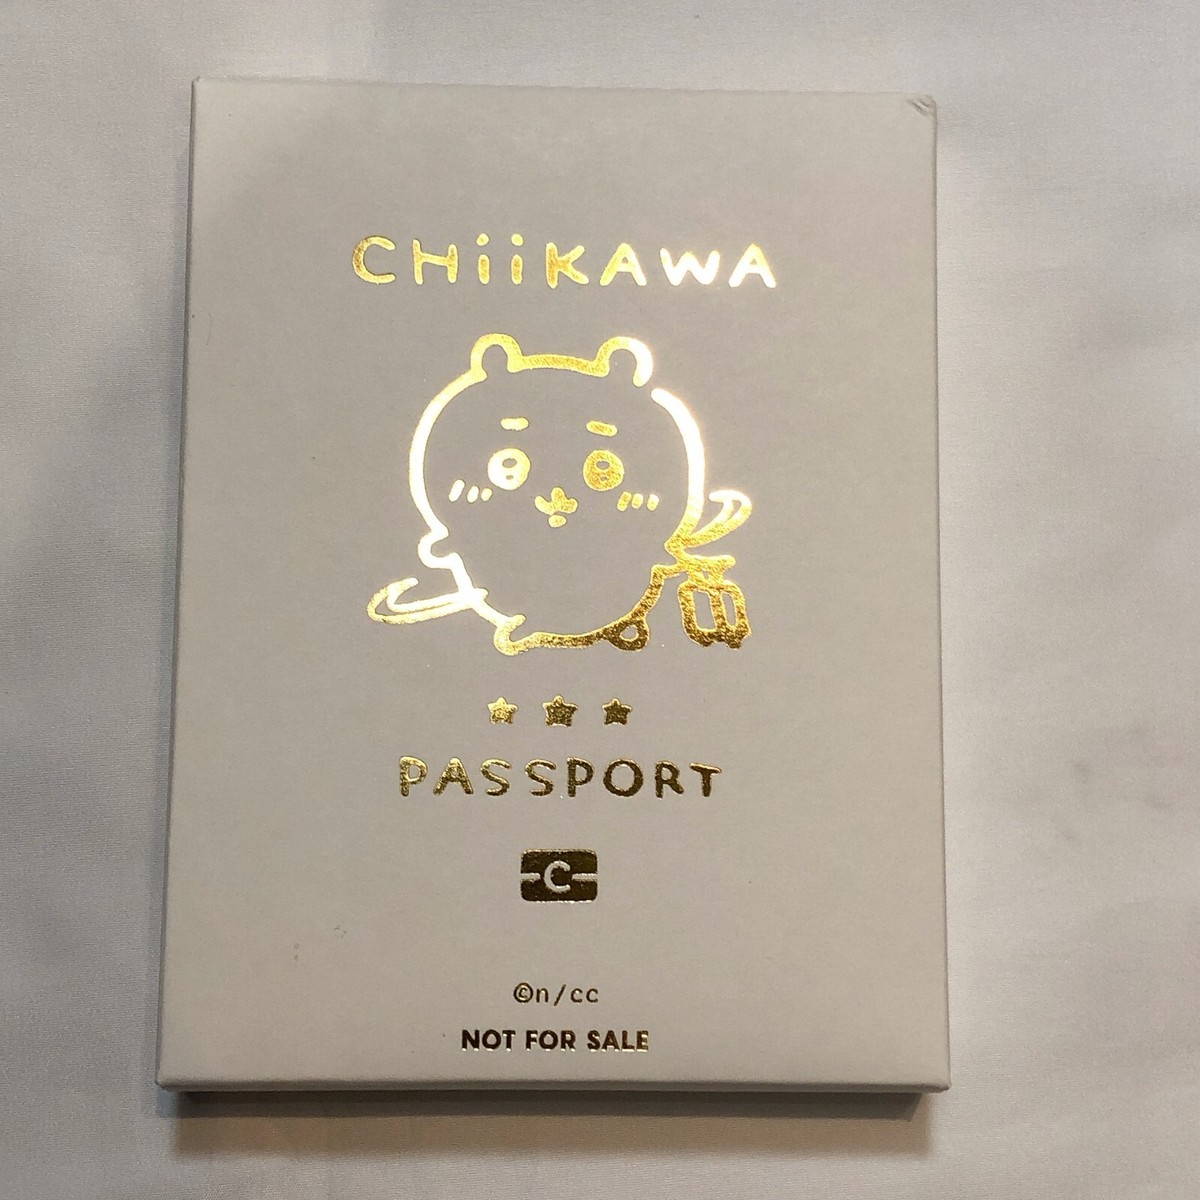 CHiiKAWA
PASSPORT
C
©n/cc
NOT FOR SALE